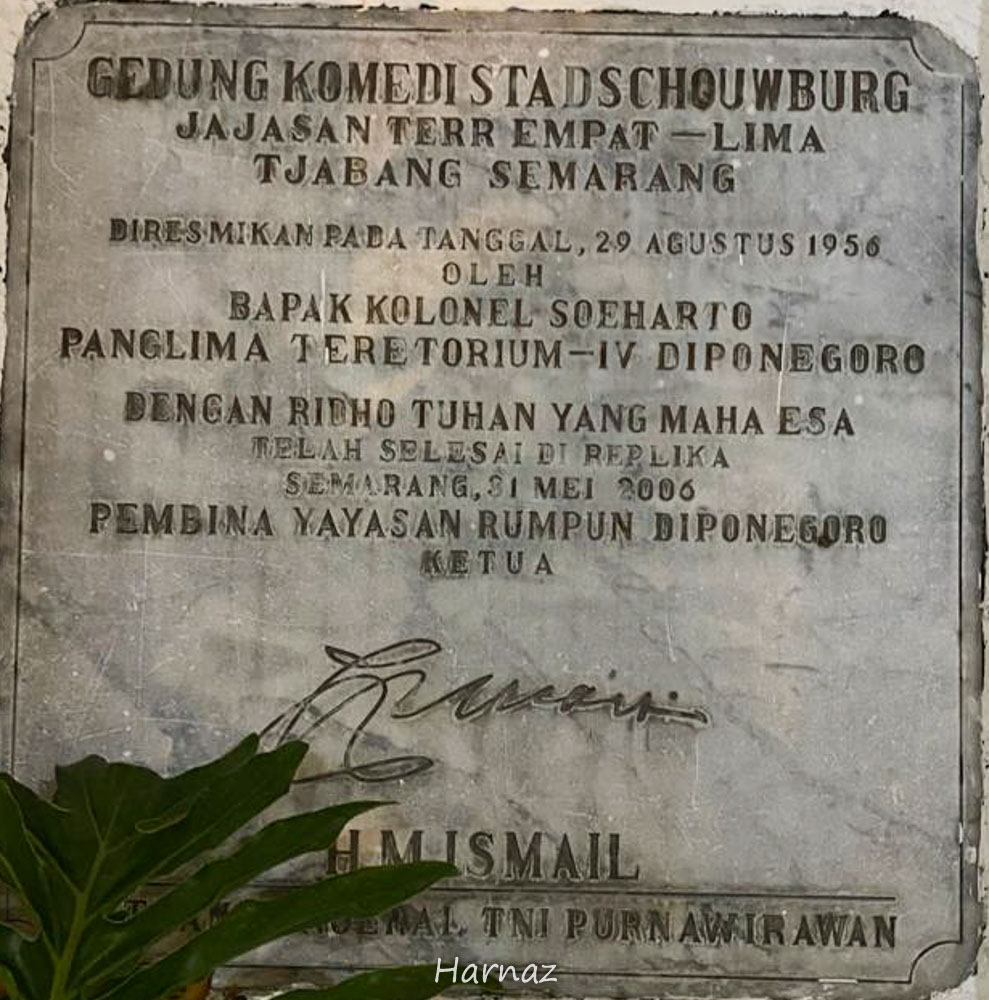 GEDUNG KOMEDI STADSCHOUWBURG
JAJASAN TERR EMPAT-LIMA
TJABANG SEMARANG
DIRESMIKAN PADA TANGGAL, 29 AGUSTUS 1956
OLEH
BAPAK KOLONEL SOEHARTO
PANGLIMA TERETORIUM-IV DIPONEGORO
DENGAN RIDHO TUHAN YANG MAHA ESA
TELAH SELESAI DI REPLIKA
SEMARANG, 31 MEI 2006
PEMBINA YAYASAN RUMPUN DIPONEGORO
KETUA
H M ISMAIL
TNI PURNAWIRAWAN
Harnaz